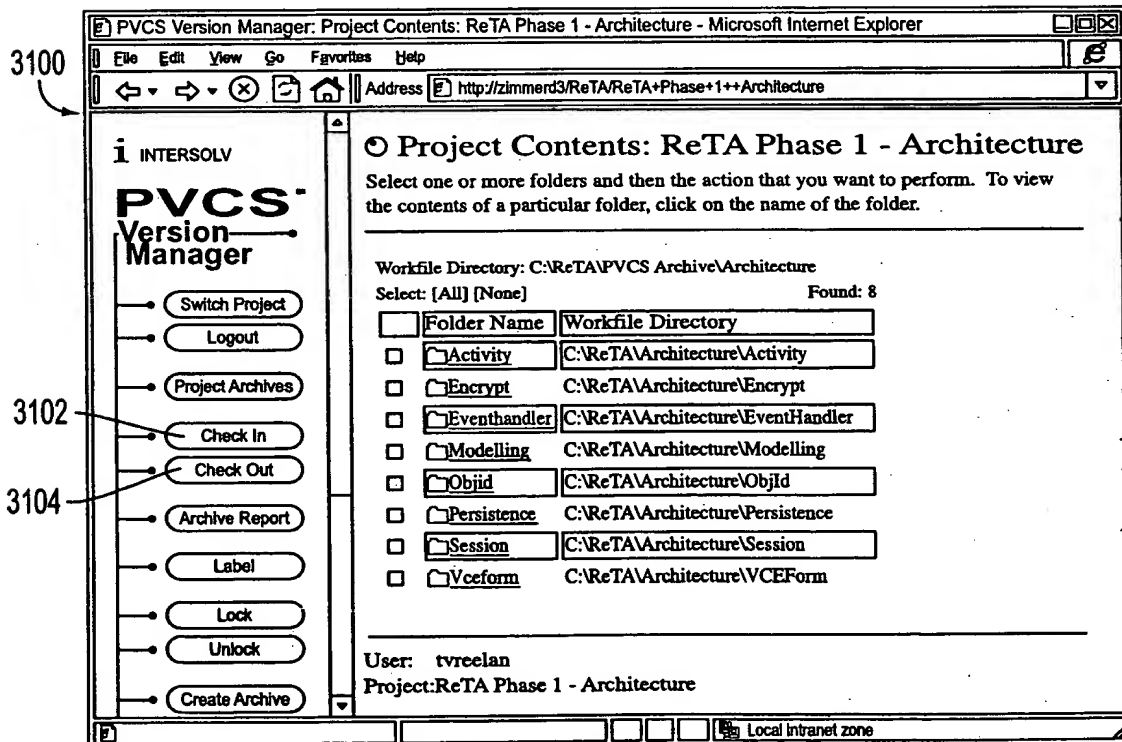 PVCS Version Manager: Project Contents: ReTA Phase 1 - Architecture - Microsoft Internet Explorer
File Edit View Go Favorites Help
Address http://zimmerd3/ReTA/ReTA+Phase+1++Architecture
3100
i INTERSOLV
PVCS
Version
Manager
Switch Project
Logout
Project Archives
3102
Check In
Check Out
3104
Archive Report
Label
Lock
Unlock
Create Archive
Project Contents: ReTA Phase 1 - Architecture
Select one or more folders and then the action that you want to perform. To view
the contents of a particular folder, click on the name of the folder.
Workfile Directory: C:\ReTA\PVCS Archive\Architecture
Select: [All] [None] Found: 8
Folder Name Workfile Directory
Activity C:\ReTA\Architecture\Activity
Encrypt C:\ReTA\Architecture\Encrypt
Eventhandler C:\ReTA\Architecture\EventHandler
Modelling C:\ReTA\Architecture\Modelling
Objid C:\ReTA\Architecture\ObjId
Persistence C:\ReTA\Architecture\Persistence
Session C:\ReTA\Architecture\Session
Vceform C:\ReTA\Architecture\VCEForm
User: tvreelan
Project:ReTA Phase 1 - Architecture
Local intranet zone